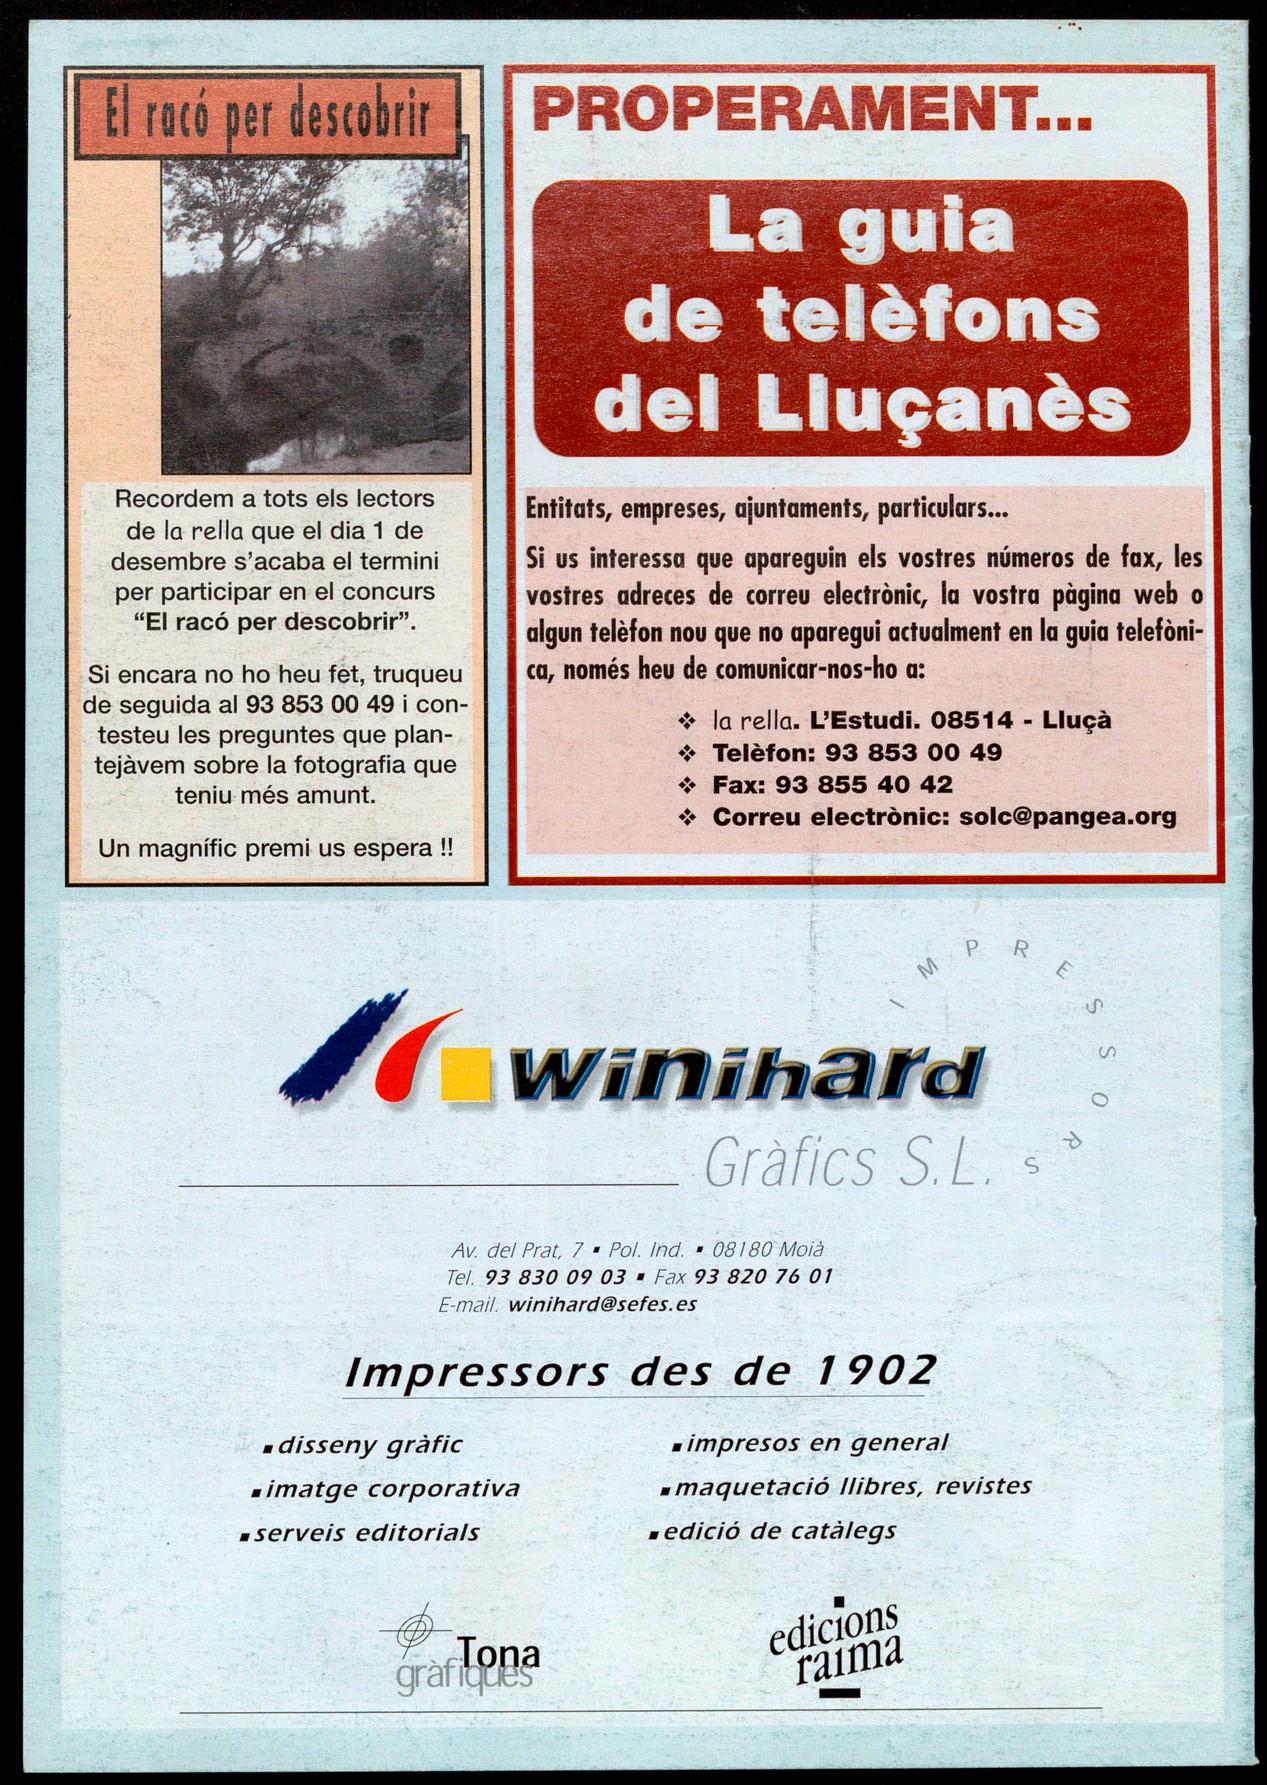 El racó per descobrir
Recordem a tots els lectors
de la rella que el dia 1 de
desembre s'acaba el termini
per participar en el concurs
“El racó per descobrir”.
Si encara no ho heu fet, truqueu
de seguida al 93 853 00 49 i con-
testeu les preguntes que plan-
tejàvem sobre la fotografia que
teniu més amunt.
Un magnífic premi us espera !!
PROPERAMENT...
La guia
de telèfons
del Lluçanès
Entitats, empreses, ajuntaments, particulars...
Si us interessa que apareguin els vostres números de fax, les
vostres adreces de correu electrònic, la vostra pàgina web o
algun telèfon nou que no aparegui actualment en la guia telefòni-
ca, només heu de comunicar-nos-ho a:
❖ la rella. L'Estudi. 08514 - Lluçà
❖ Telèfon: 93 853 00 49
❖ Fax: 93 855 40 42
❖ Correu electrònic: solc@pangea.org
IMPRESSORS
winihard
Gràfics S.L.
Av. del Prat, 7 ▪ Pol. Ind. ▪ 08180 Moià
Tel. 93 830 09 03 ▪ Fax 93 820 76 01
E-mail. winihard@sefes.es
Impressors des de 1902
▪ disseny gràfic
▪ imatge corporativa
▪ serveis editorials
▪ impresos en general
▪ maquetació llibres, revistes
▪ edició de catàlegs
Tona
gràfiques
edicions
raima